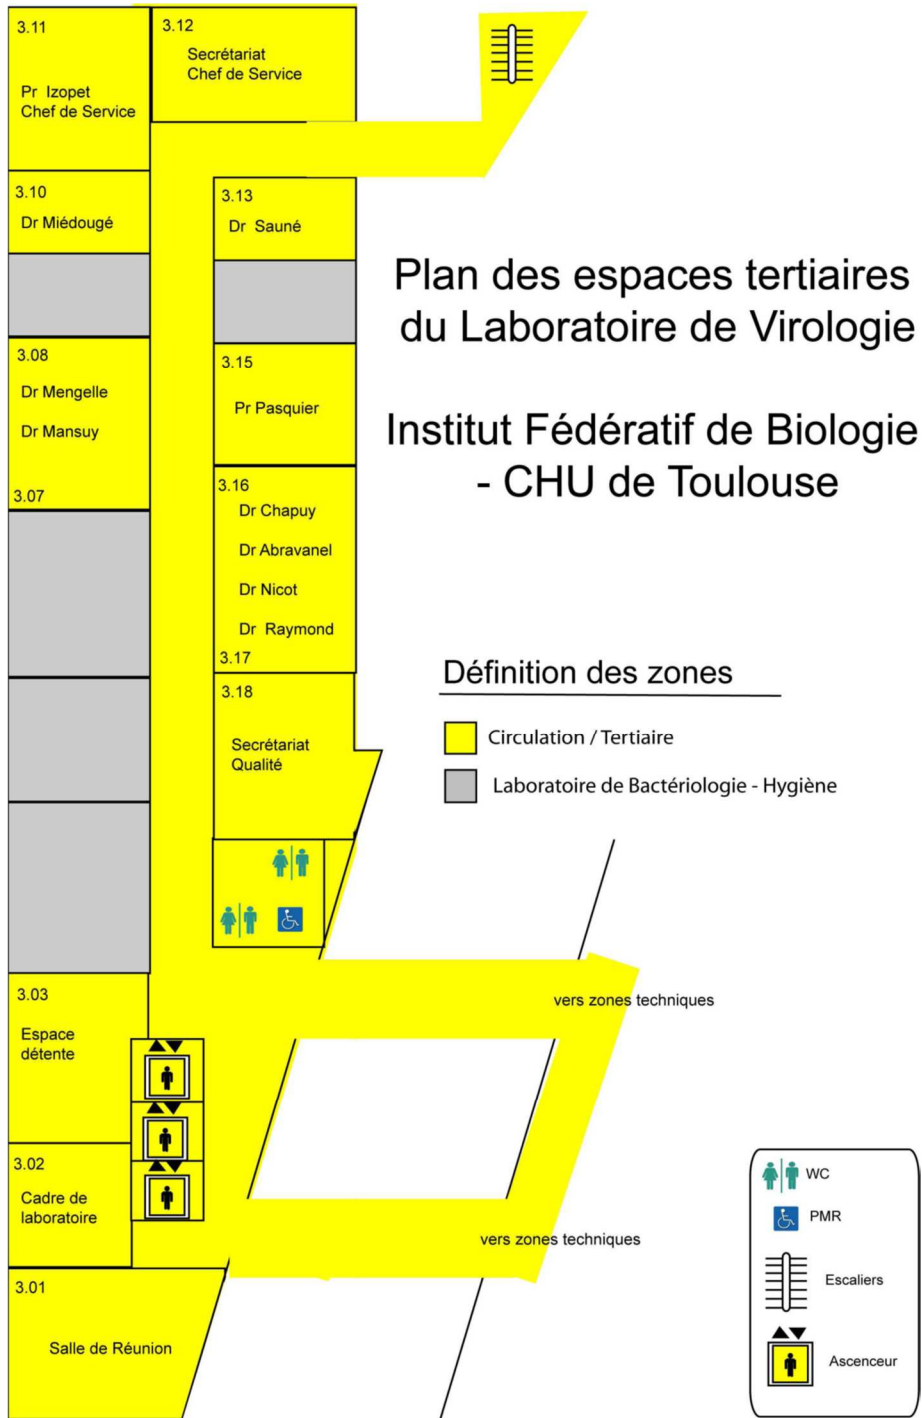 3.11
Pr Izopet
Chef de Service
3.12
Secrétariat
Chef de Service
3.10
Dr Miédougé
3.13
Dr Sauné
Plan des espaces tertiaires
du Laboratoire de Virologie
Institut Fédératif de Biologie
- CHU de Toulouse
3.08
Dr Mengelle
Dr Mansuy
3.07
3.15
Pr Pasquier
3.16
Dr Chapuy
Dr Abravanel
Dr Nicot
Dr Raymond
3.17
3.18
Secrétariat
Qualité
Définition des zones
Circulation / Tertiaire
Laboratoire de Bactériologie - Hygiène
3.03
Espace
détente
vers zones techniques
3.02
Cadre de
laboratoire
vers zones techniques
3.01
Salle de Réunion
WC
PMR
Escaliers
Ascenceur